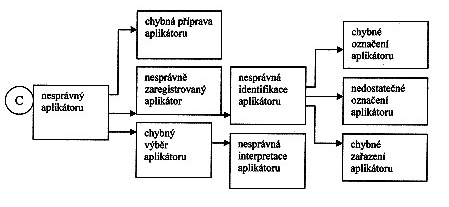 C
nesprávný
aplikátoru
chybná příprava
aplikátoru
nesprávně
zaregistrovaný
aplikátor
chybný
výběr
aplikátoru
nesprávná
identifikace
aplikátoru
nesprávná
interpretace
aplikátoru
chybné
označení
aplikátoru
nedostatečné
označení
aplikátoru
chybné
zařazení
aplikátoru